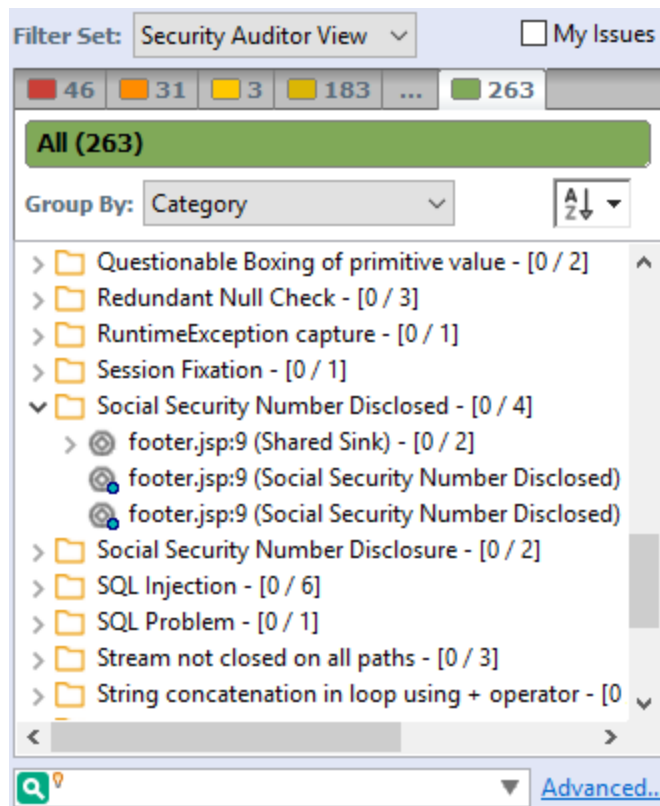 Filter Set: Security Auditor View My Issues
46 31 3 183 ... 263
All (263)
Group By: Category A Z
Questionable Boxing of primitive value - [0 / 2]
Redundant Null Check - [0 / 3]
RuntimeException capture - [0 / 1]
Session Fixation - [0 / 1]
Social Security Number Disclosed - [0 / 4]
footer.jsp:9 (Shared Sink) - [0 / 2]
footer.jsp:9 (Social Security Number Disclosed)
footer.jsp:9 (Social Security Number Disclosed)
Social Security Number Disclosure - [0 / 2]
SQL Injection - [0 / 6]
SQL Problem - [0 / 1]
Stream not closed on all paths - [0 / 3]
String concatenation in loop using + operator - [0
Advanced...